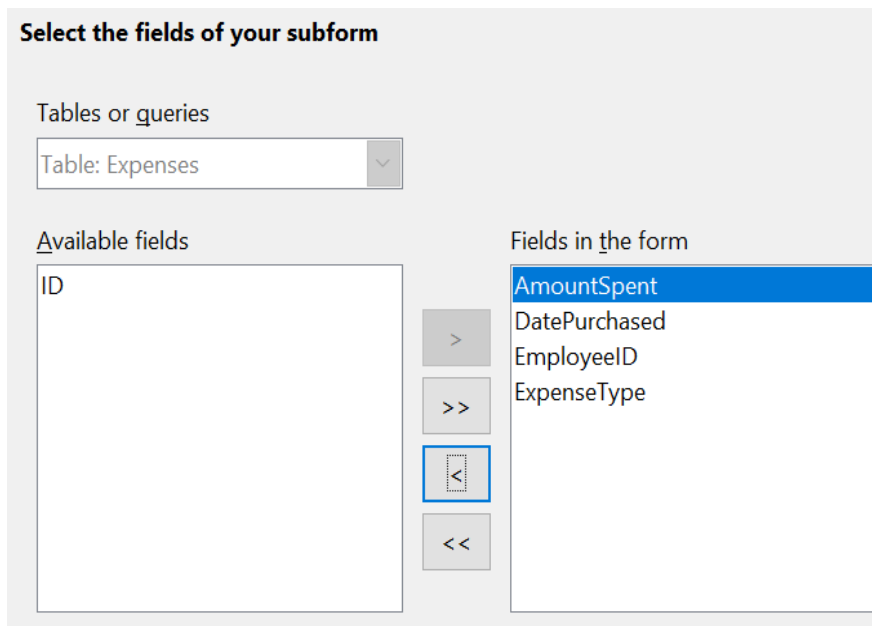 Select the fields of your subform
Tables or queries
Table: Expenses
Available fields
Fields in the form
ID
AmountSpent
DatePurchased
EmployeeID
ExpenseType
>
>>
<
<<